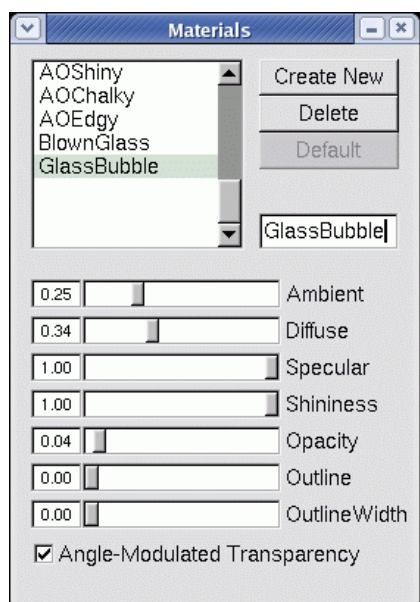 Materials
AOShiny
AOChalky
AOEdgy
BlownGlass
GlassBubble
Create New
Delete
Default
GlassBubble
0.25 Ambient
0.34 Diffuse
1.00 Specular
1.00 Shininess
0.04 Opacity
0.00 Outline
0.00 OutlineWidth
Angle-Modulated Transparency